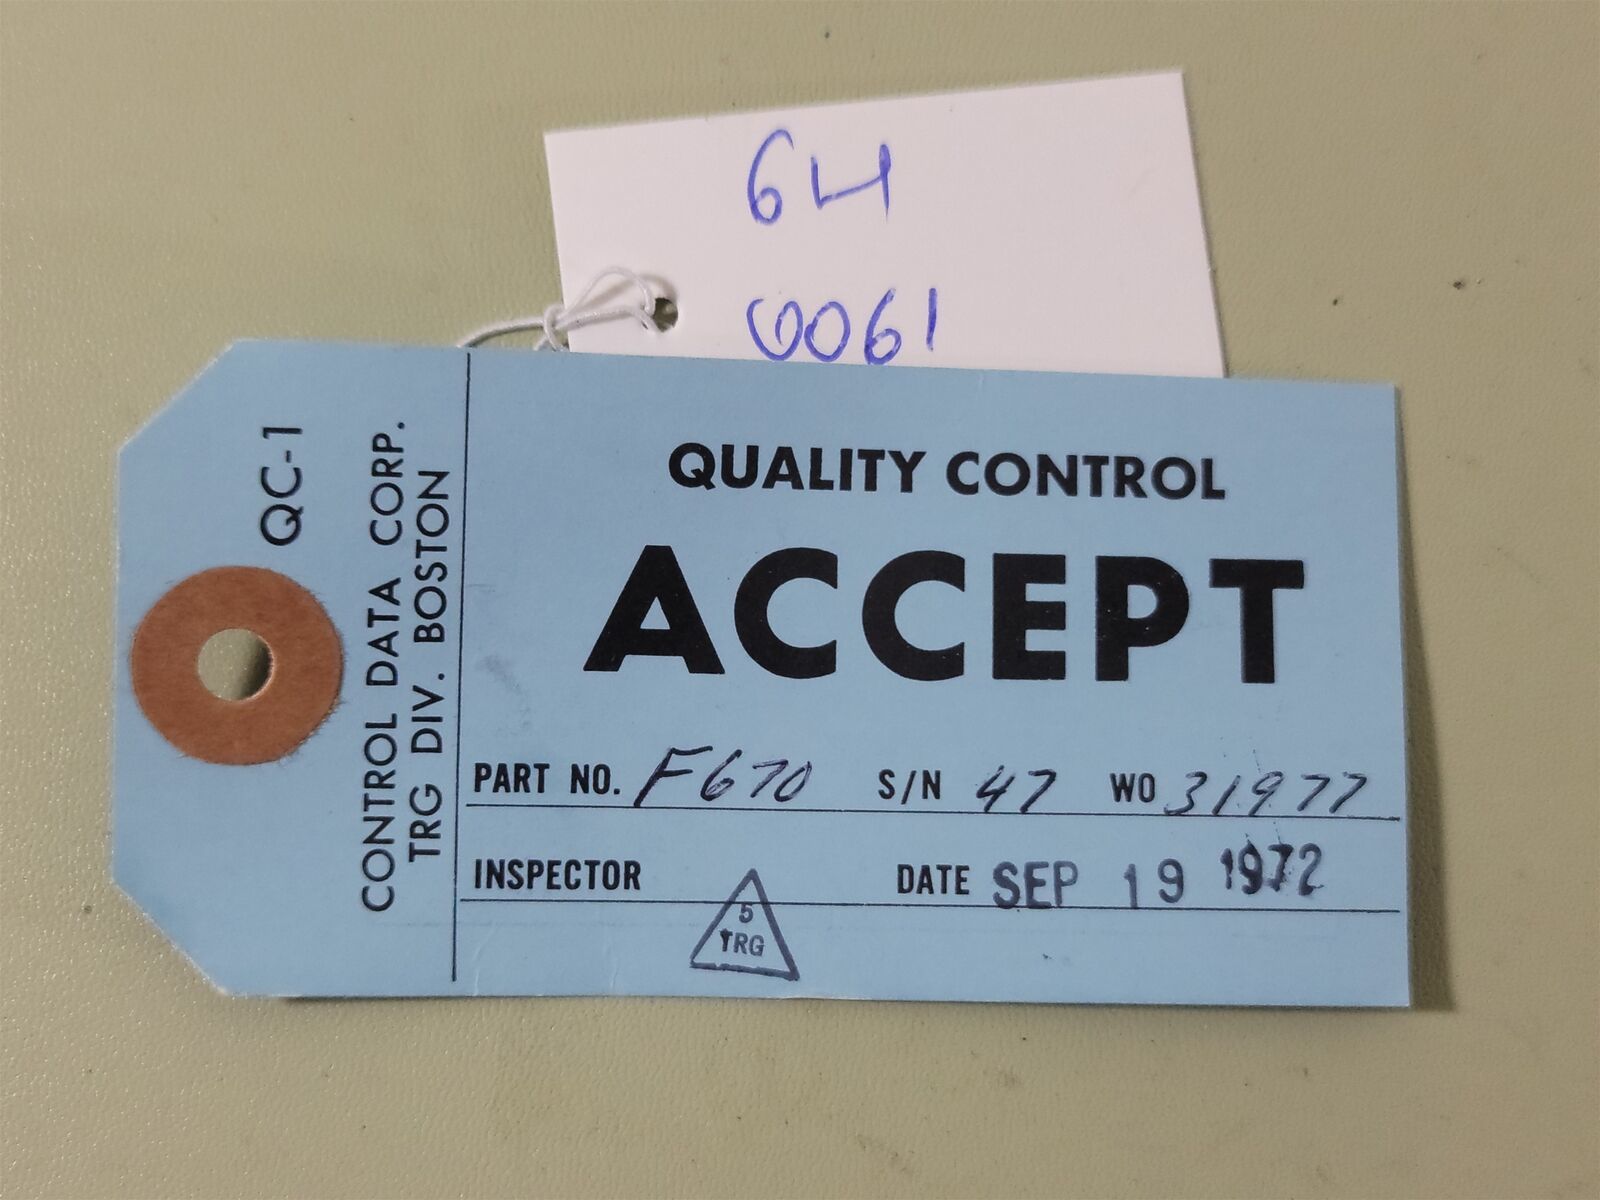 64
0061
QC-1
CONTROL DATA CORP.
TRG DIV. BOSTON
QUALITY CONTROL
ACCEPT
PART NO. F670 S/N 47 WO 31977
INSPECTOR DATE SEP 19 1972
5
TRG